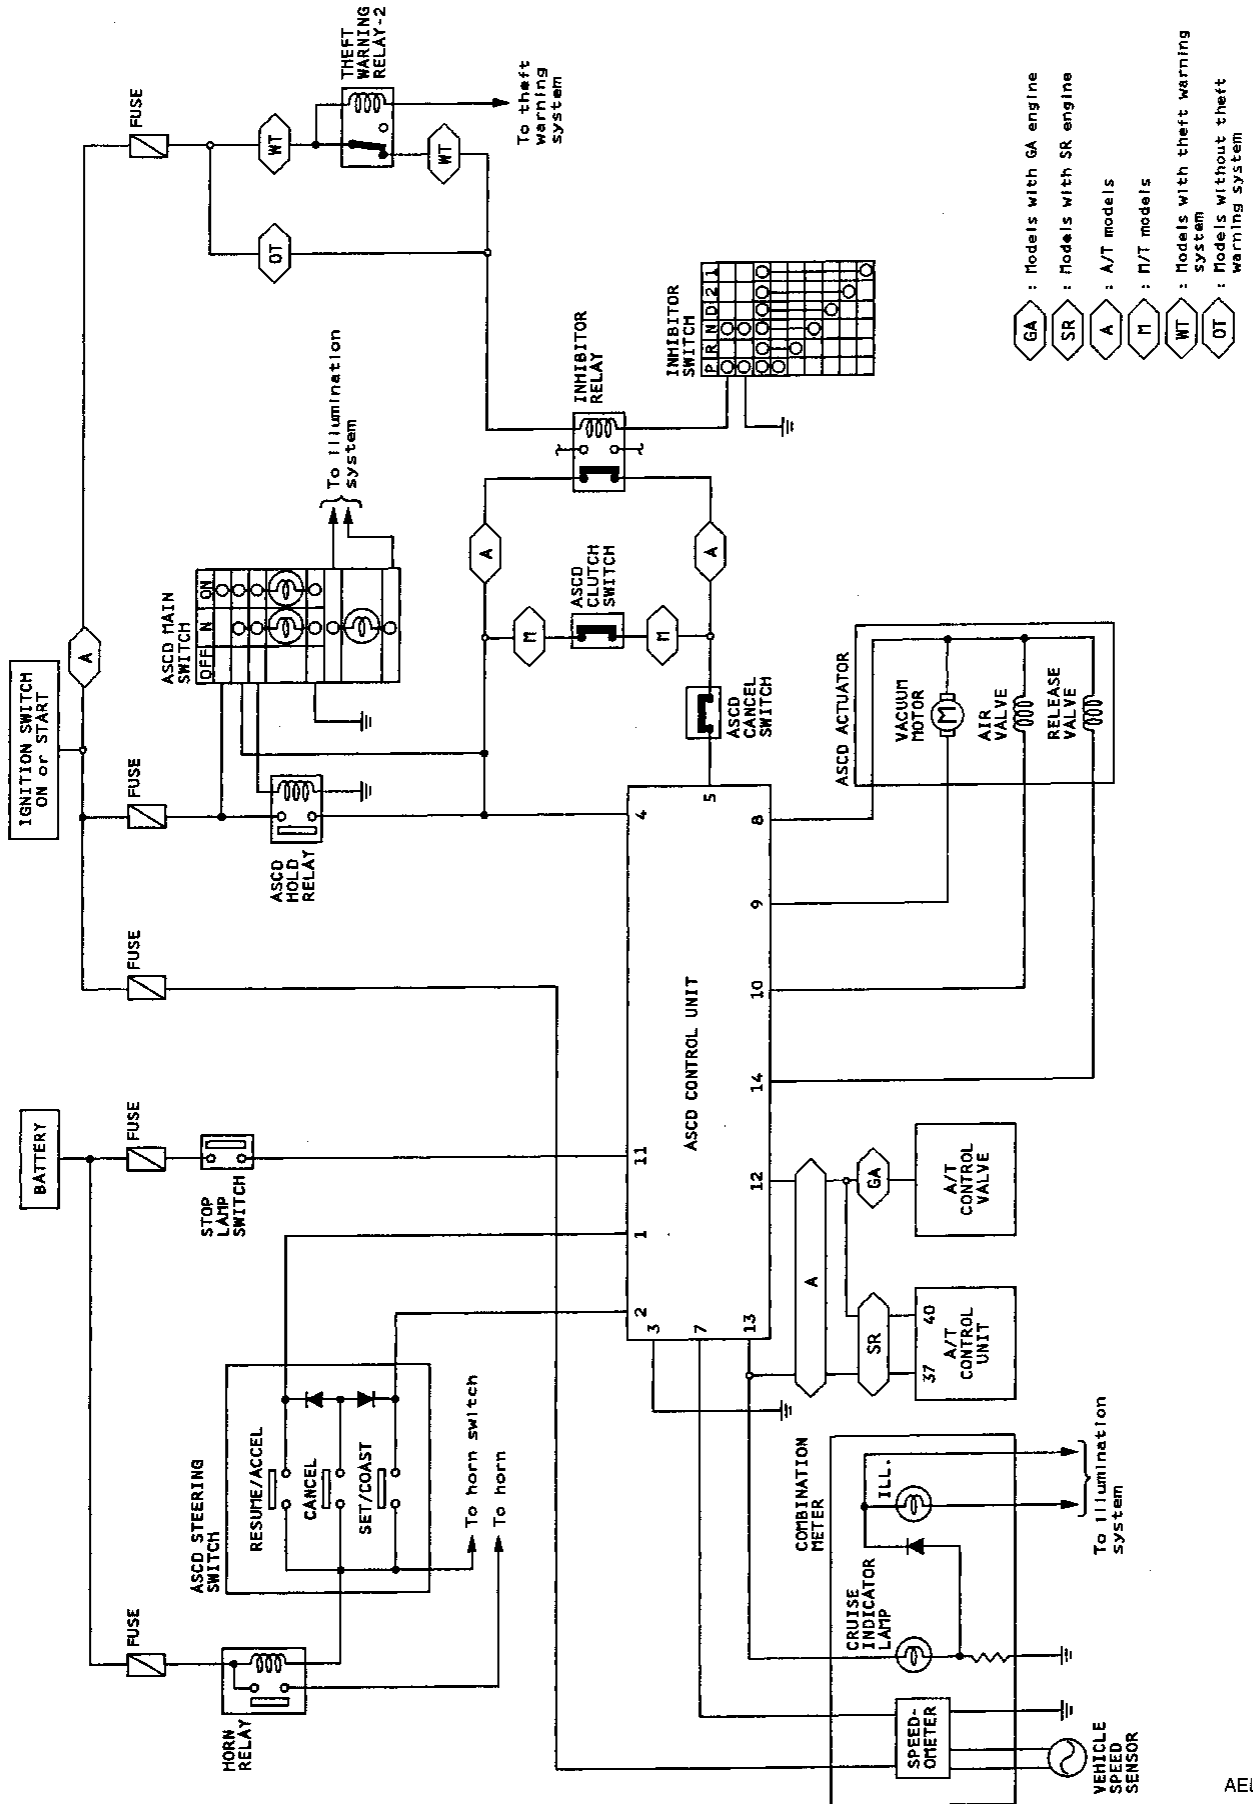 BATTERY
IGNITION SWITCH
ON or START
A
FUSE
FUSE
FUSE
FUSE
FUSE
HORN
RELAY
ASCD STEERING
SWITCH
RESUME/ACCEL
CANCEL
SET/COAST
To horn switch
To horn
STOP
LAMP
SWITCH
ASCD
HOLD
RELAY
ASCD MAIN
SWITCH
OFF N ON
To illumination
system
WT
OT
THEFT
WARNING
RELAY-2
WT
To theft
warning
system
A
M
ASCD
CLUTCH
SWITCH
M
A
INHIBITOR
RELAY
INHIBITOR
SWITCH
P R N D 2 1
ASCD
CANCEL
SWITCH
2
1
11
4
3
5
ASCD CONTROL UNIT
7
13
12
14
10
9
8
ASCD ACTUATOR
VACUUM
MOTOR
M
AIR
VALVE
RELEASE
VALVE
A
SR
GA
37
40
A/T
CONTROL
UNIT
A/T
CONTROL
VALVE
COMBINATION
METER
CRUISE
INDICATOR
LAMP
ILL.
SPEED-
OMETER
VEHICLE
SPEED
SENSOR
To illumination
system
GA : Models with GA engine
SR : Models with SR engine
A : A/T models
M : M/T models
WT : Models with theft warning
system
OT : Models without theft
warning system